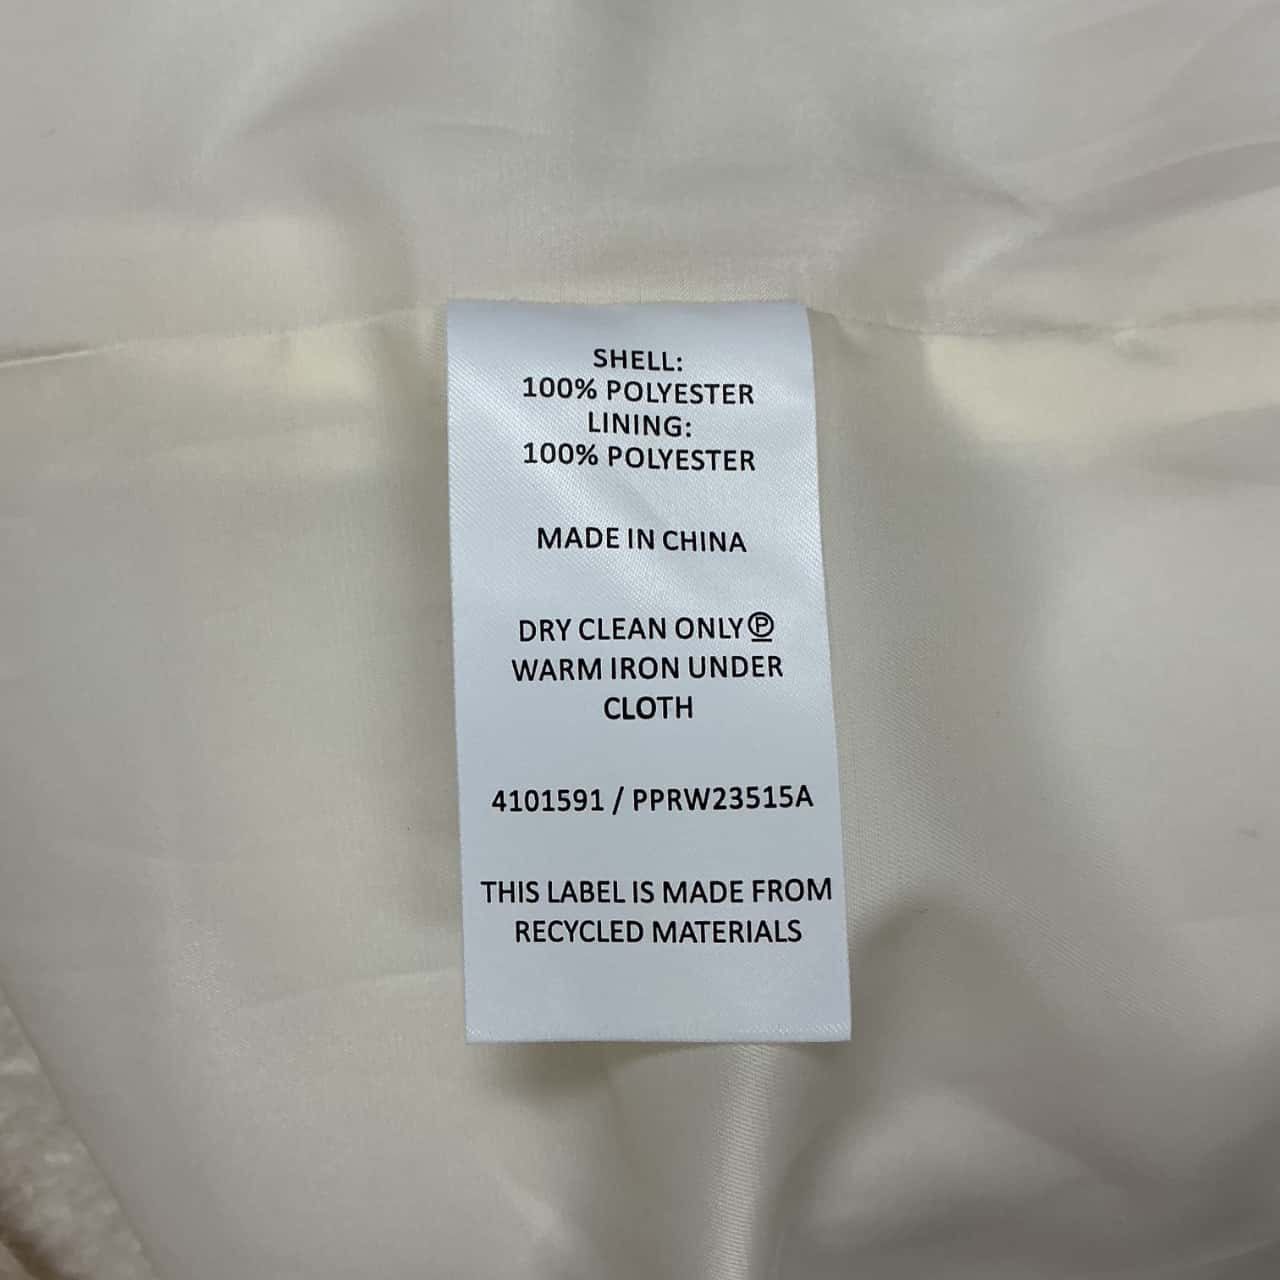 SHELL:
100% POLYESTER
LINING:
100% POLYESTER
MADE IN CHINA
DRY CLEAN ONLY Ⓟ
WARM IRON UNDER
CLOTH
4101591 / PPRW23515A
THIS LABEL IS MADE FROM
RECYCLED MATERIALS